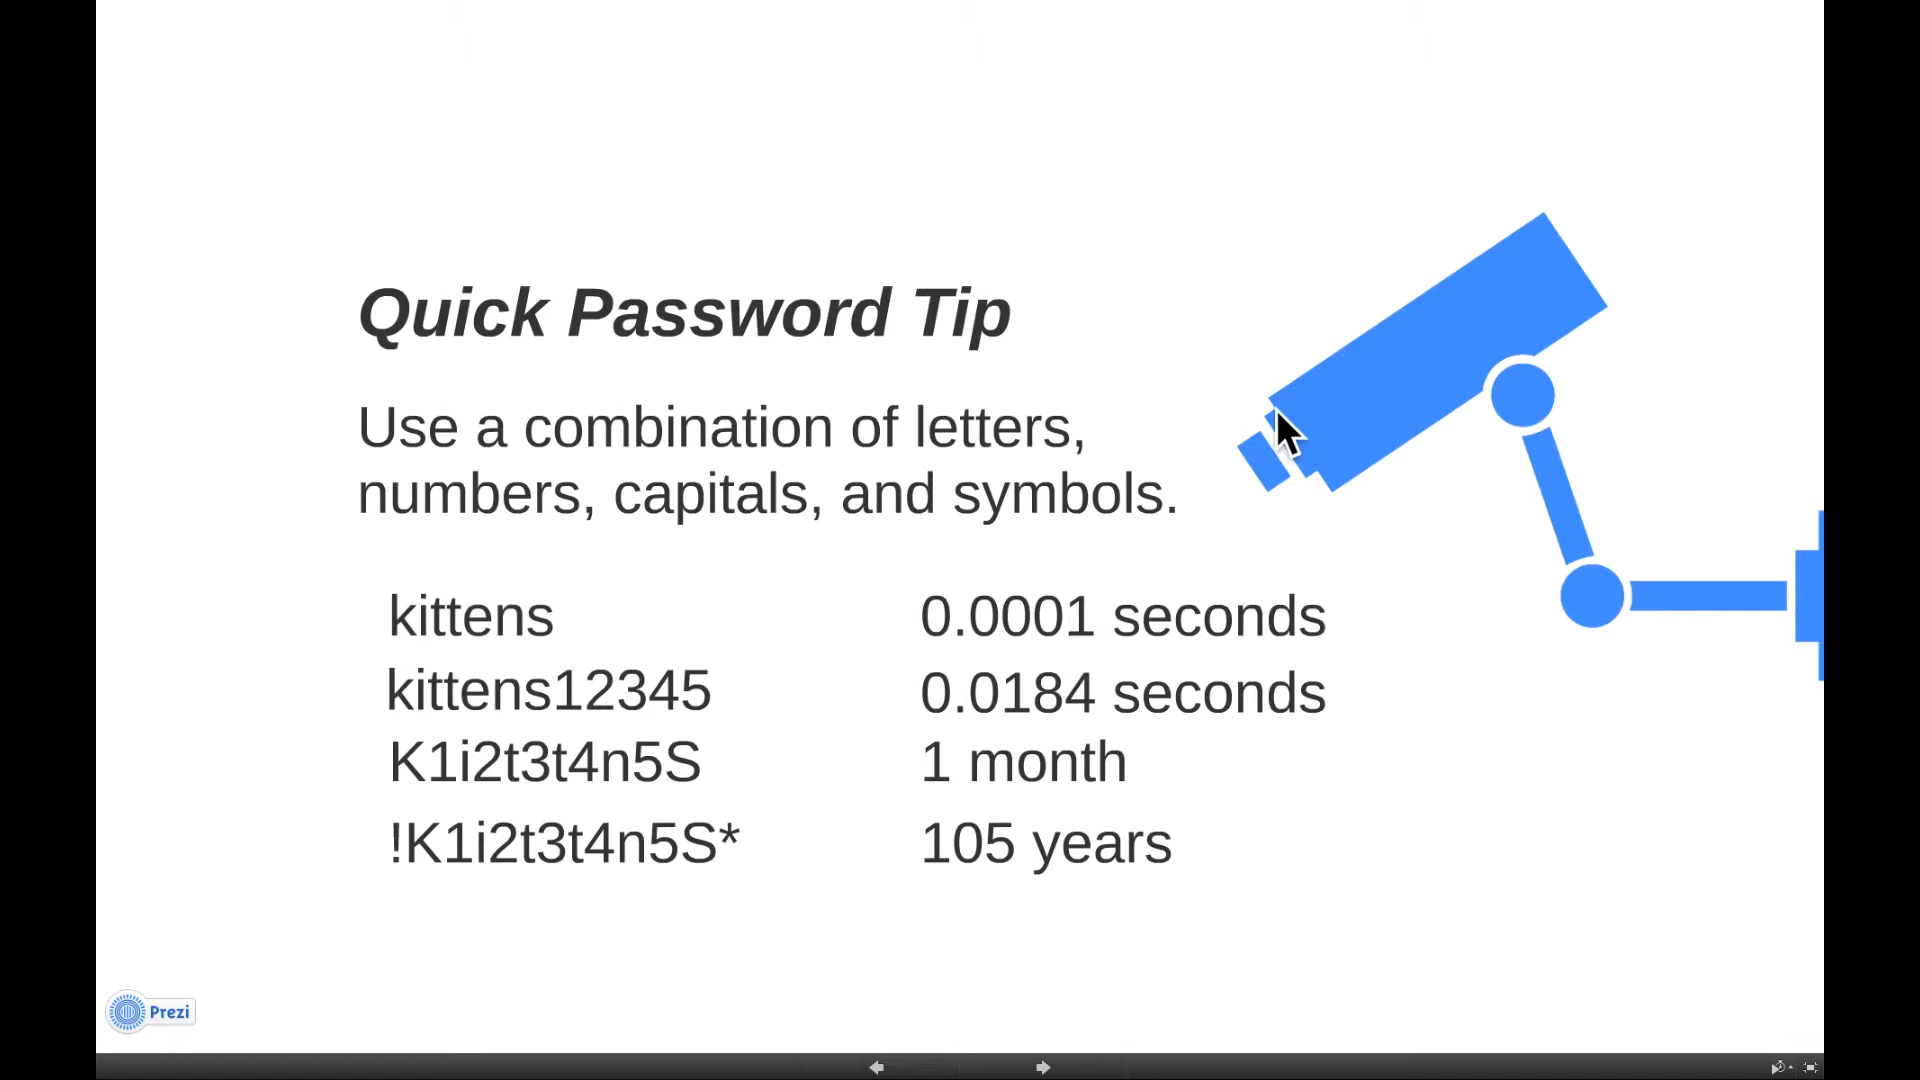 Quick Password Tip
Use a combination of letters,
numbers, capitals, and symbols.
kittens 0.0001 seconds
kittens12345 0.0184 seconds
K1i2t3t4n5S 1 month
!K1i2t3t4n5S* 105 years
Prezi